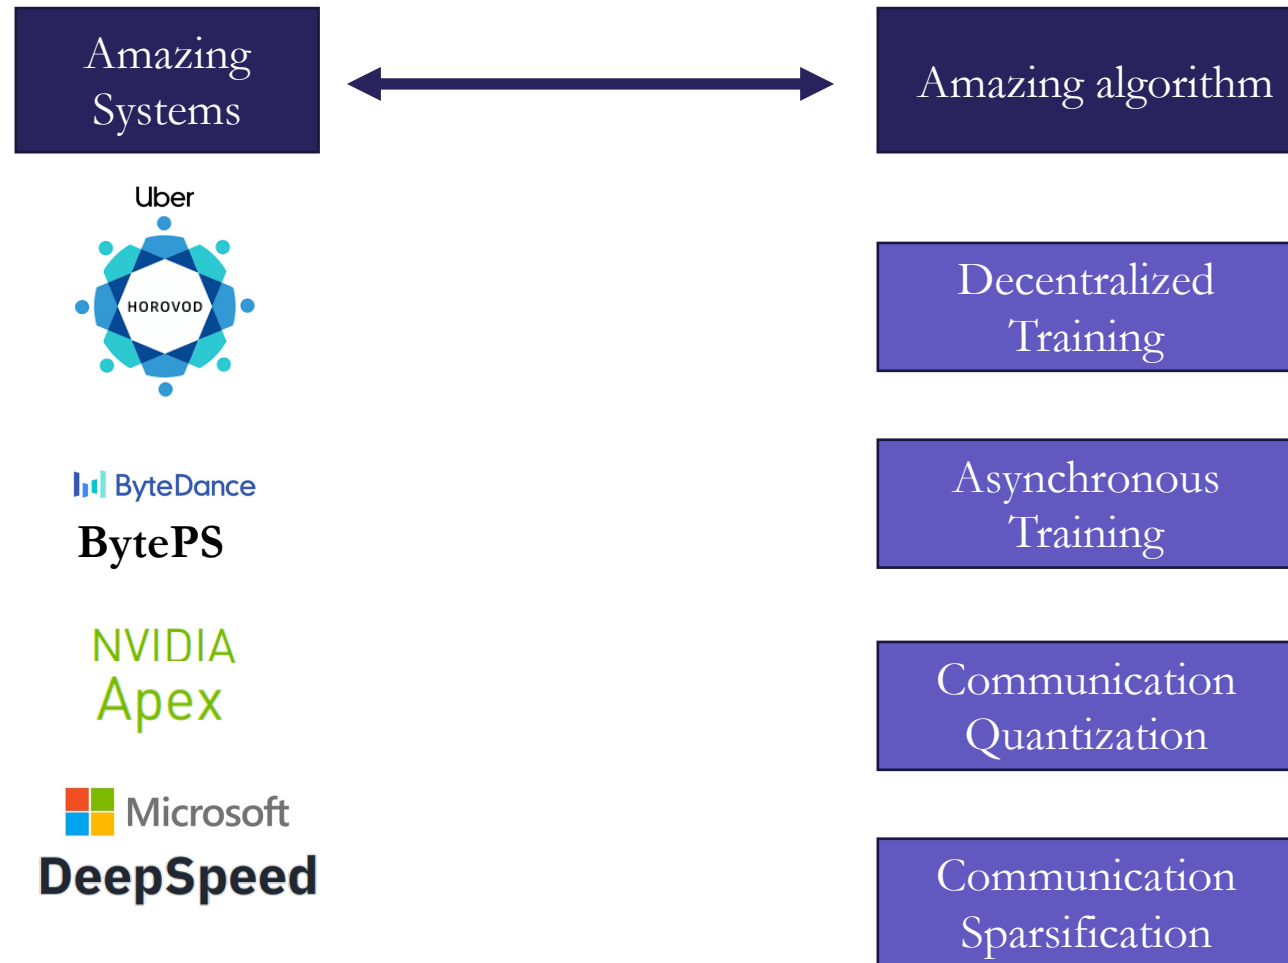 Amazing
Systems
Amazing algorithm
Uber
HOROVOD
Decentralized
Training
ByteDance
BytePS
Asynchronous
Training
NVIDIA
Apex
Communication
Quantization
Microsoft
DeepSpeed
Communication
Sparsification